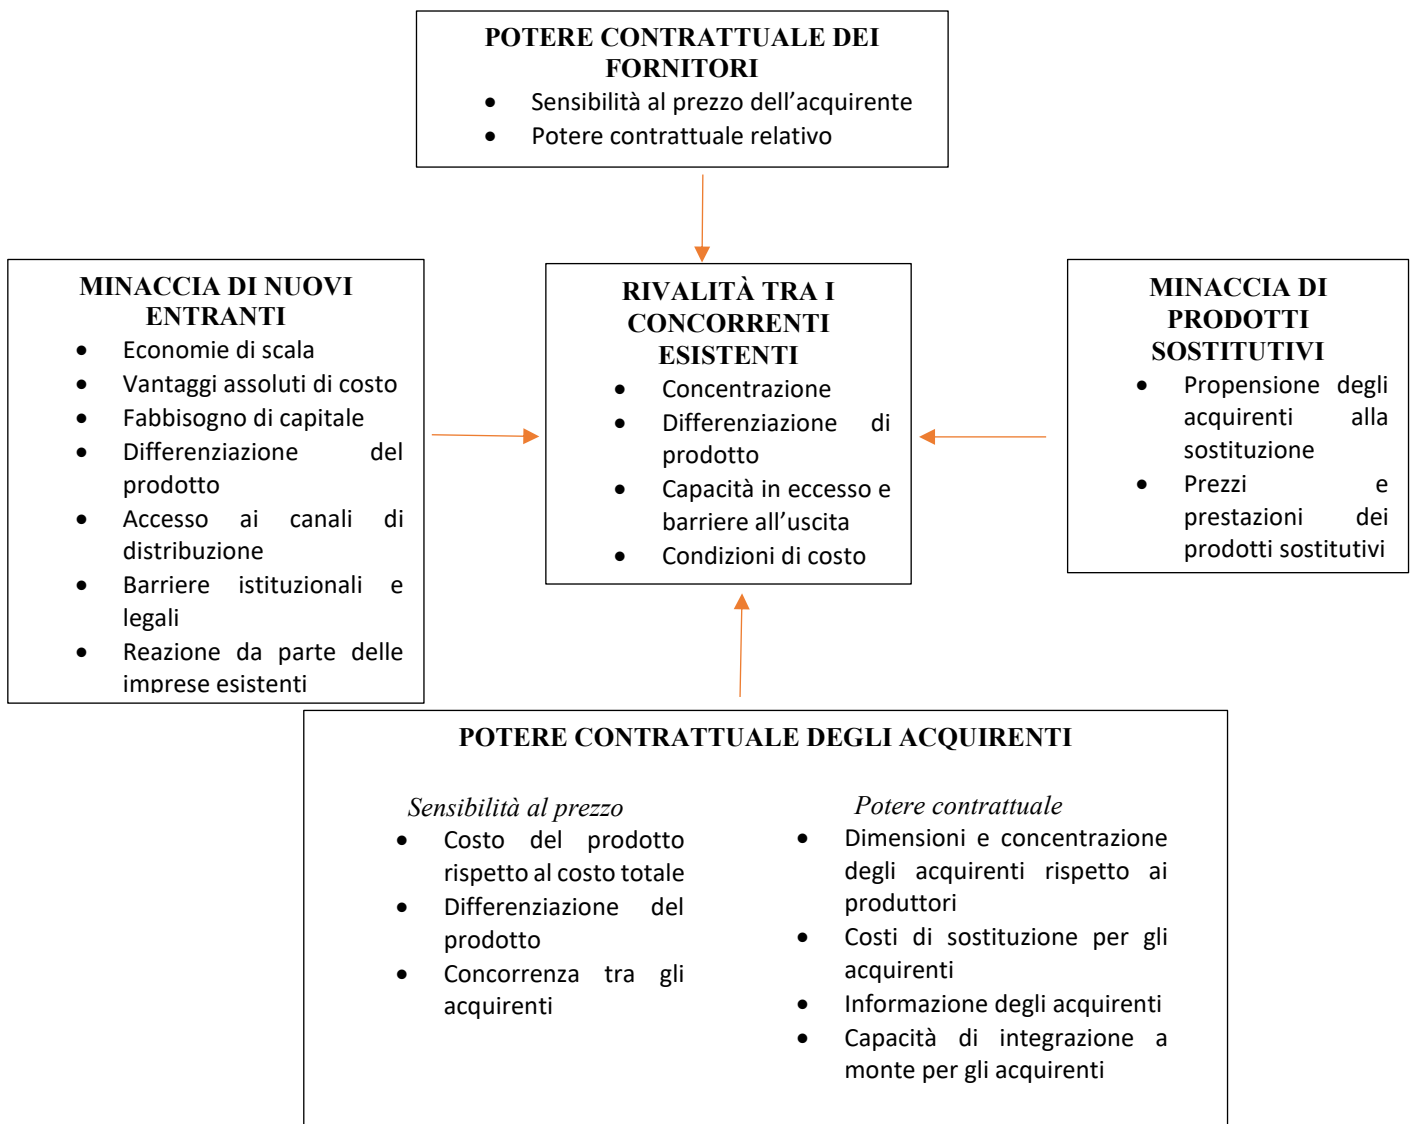 POTERE CONTRATTUALE DEI
FORNITORI
• Sensibilità al prezzo dell’acquirente
• Potere contrattuale relativo
MINACCIA DI NUOVI
ENTRANTI
• Economie di scala
• Vantaggi assoluti di costo
• Fabbisogno di capitale
• Differenziazione del
prodotto
• Accesso ai canali di
distribuzione
• Barriere istituzionali e
legali
• Reazione da parte delle
imprese esistenti
RIVALITÀ TRA I
CONCORRENTI
ESISTENTI
• Concentrazione
• Differenziazione di
prodotto
• Capacità in eccesso e
barriere all’uscita
• Condizioni di costo
MINACCIA DI
PRODOTTI
SOSTITUTIVI
• Propensione degli
acquirenti alla
sostituzione
• Prezzi e
prestazioni dei
prodotti sostitutivi
POTERE CONTRATTUALE DEGLI ACQUIRENTI
Sensibilità al prezzo
• Costo del prodotto
rispetto al costo totale
• Differenziazione del
prodotto
• Concorrenza tra gli
acquirenti
Potere contrattuale
• Dimensioni e concentrazione
degli acquirenti rispetto ai
produttori
• Costi di sostituzione per gli
acquirenti
• Informazione degli acquirenti
• Capacità di integrazione a
monte per gli acquirenti